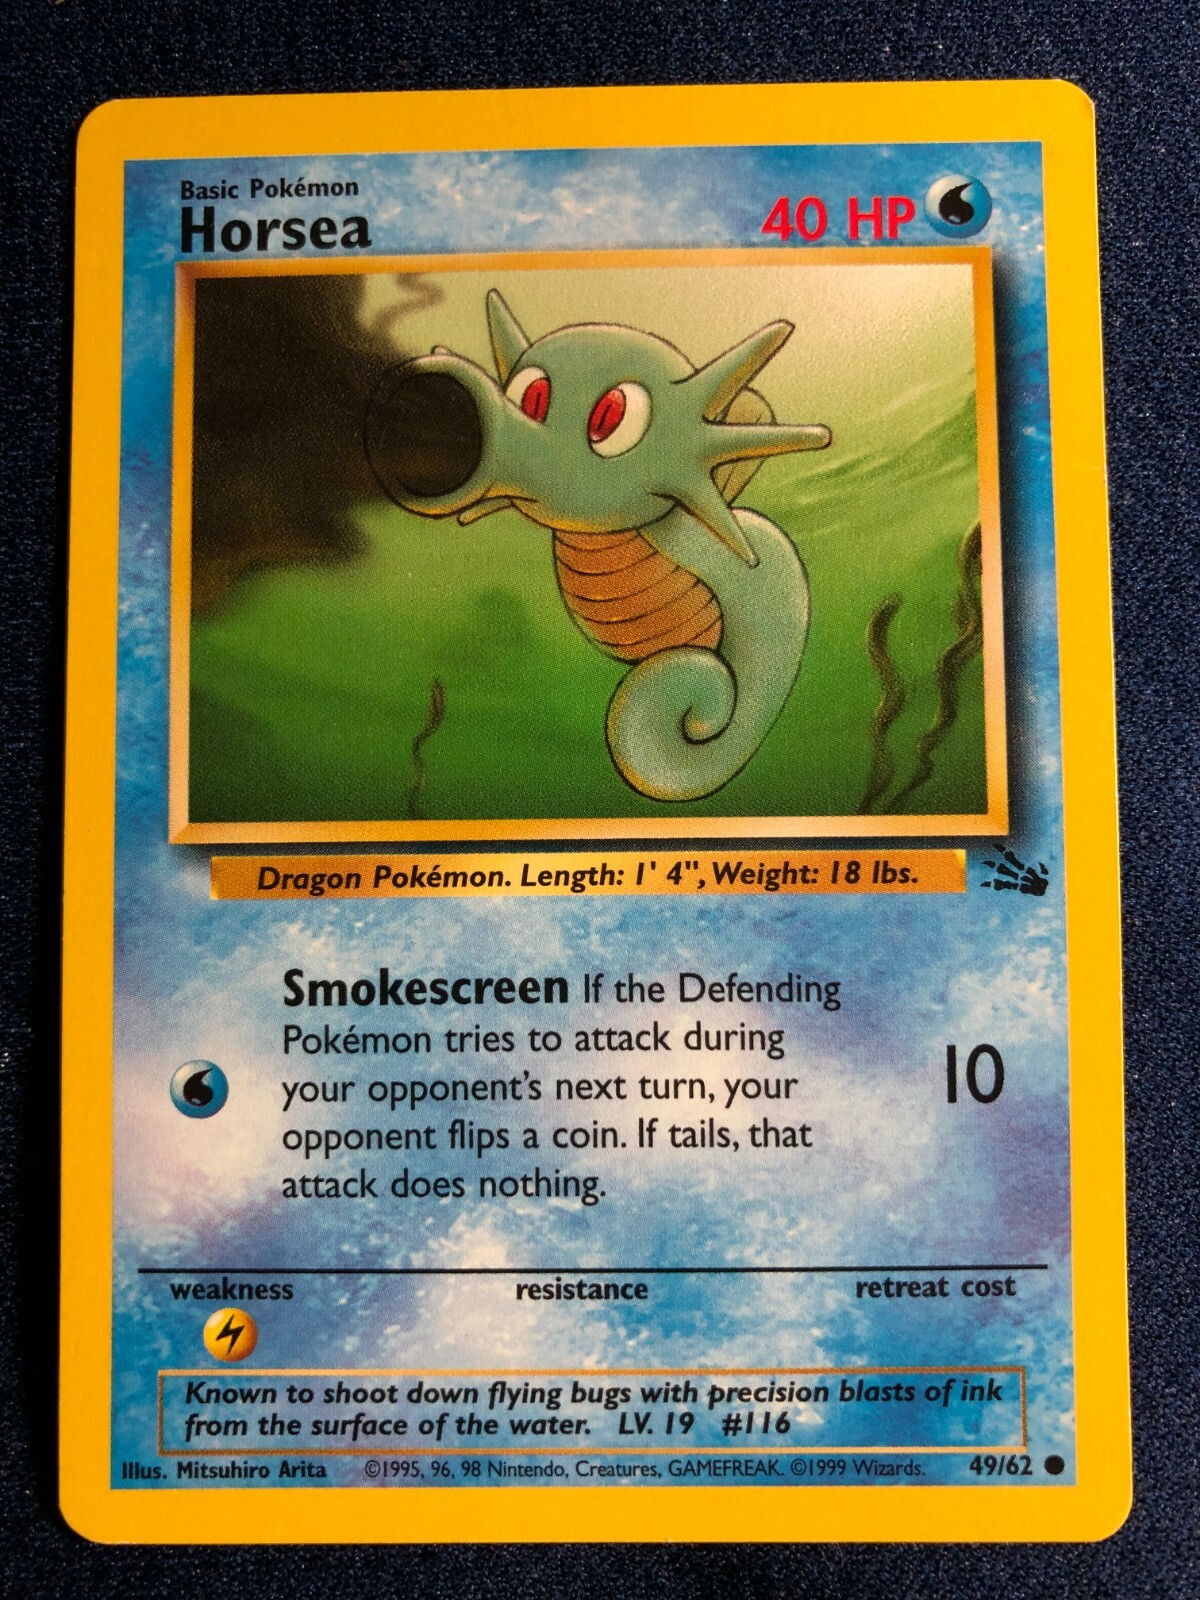 Basic Pokémon
Horsea
40 HP
Dragon Pokémon. Length: 1' 4", Weight: 18 lbs.
Smokescreen If the Defending
Pokémon tries to attack during
your opponent's next turn, your
opponent flips a coin. If tails, that
attack does nothing.
10
weakness resistance retreat cost
Known to shoot down flying bugs with precision blasts of ink
from the surface of the water. LV. 19 #116
Illus. Mitsuhiro Arita ©1995, 96, 98 Nintendo, Creatures, GAMEFREAK. ©1999 Wizards. 49/62